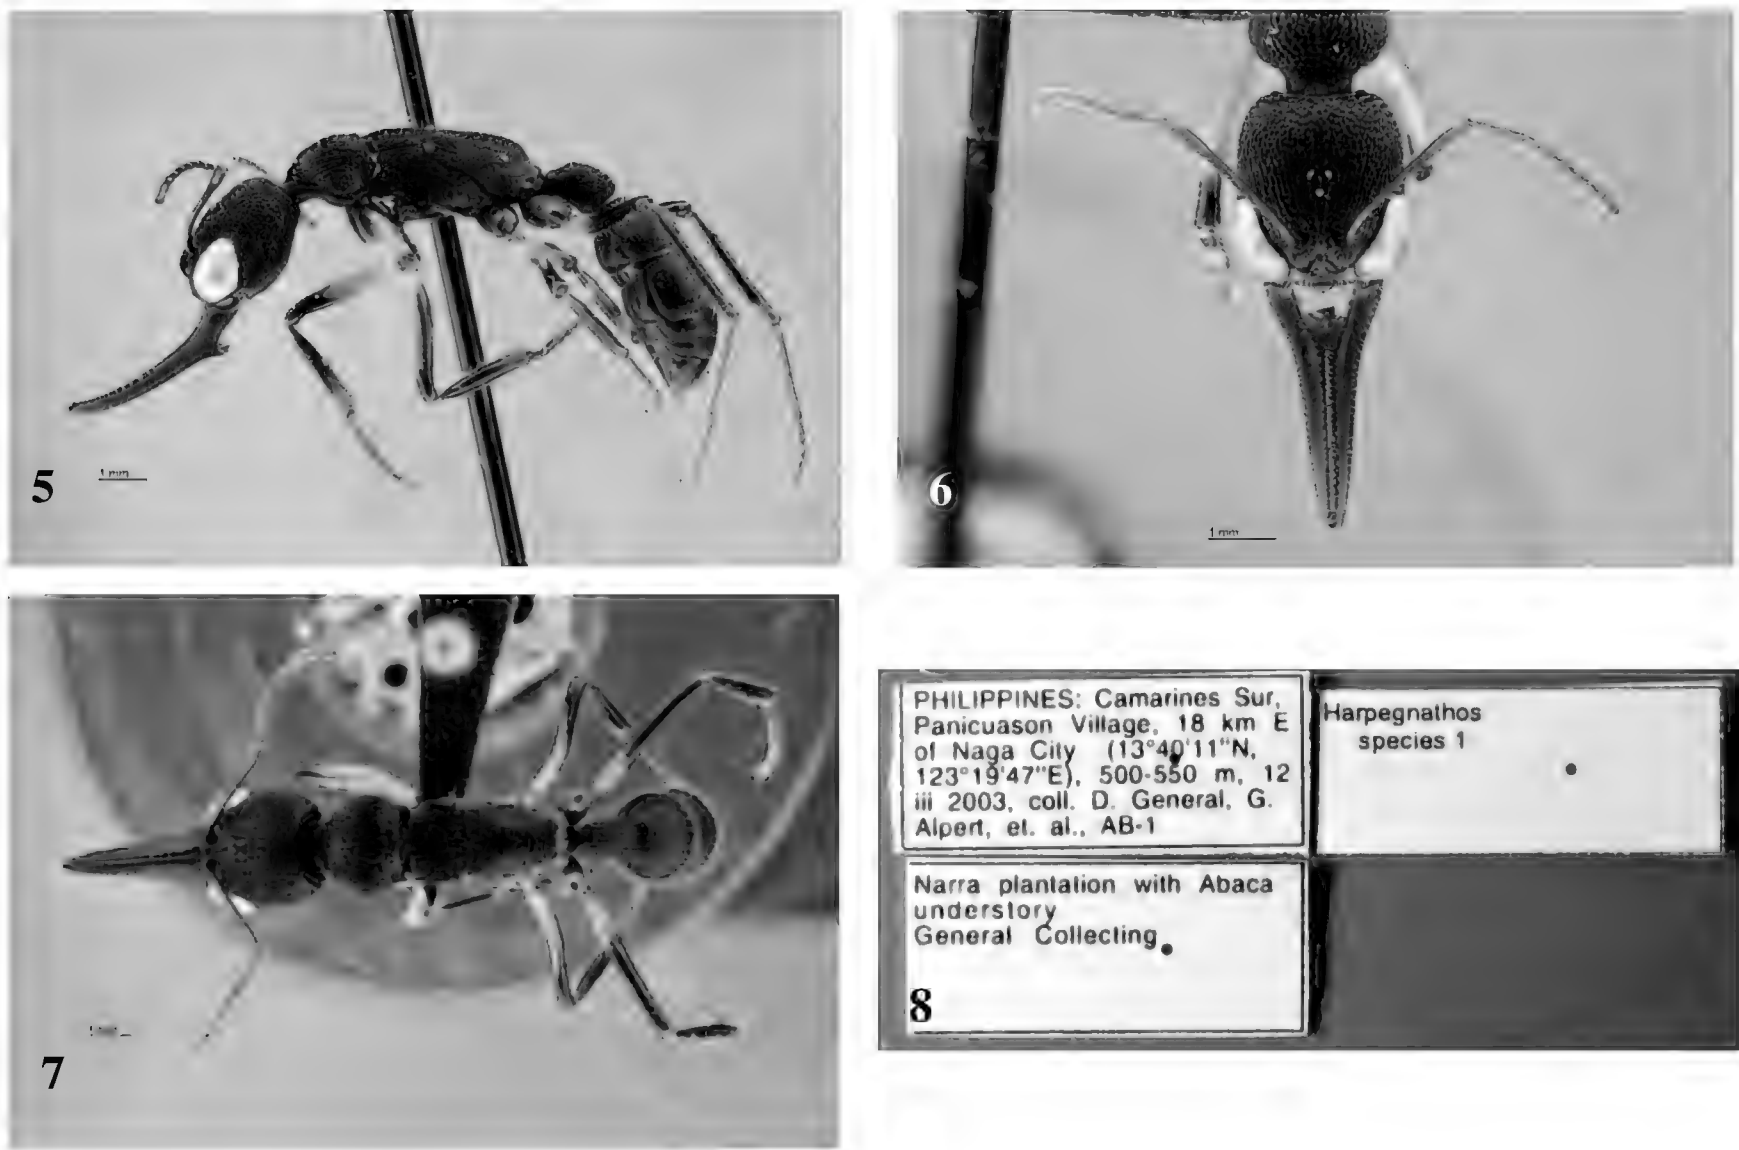 5
1 mm
6
1 mm
7
PHILIPPINES: Camarines Sur,
Panicuason Village, 18 km E
of Naga City (13°40'11"N,
123°19'47"E), 500-550 m, 12
iii 2003, coll. D. General, G.
Alpert, et. al., AB-1
Harpegnathos
species 1
Narra plantation with Abaca
understory
General Collecting
8